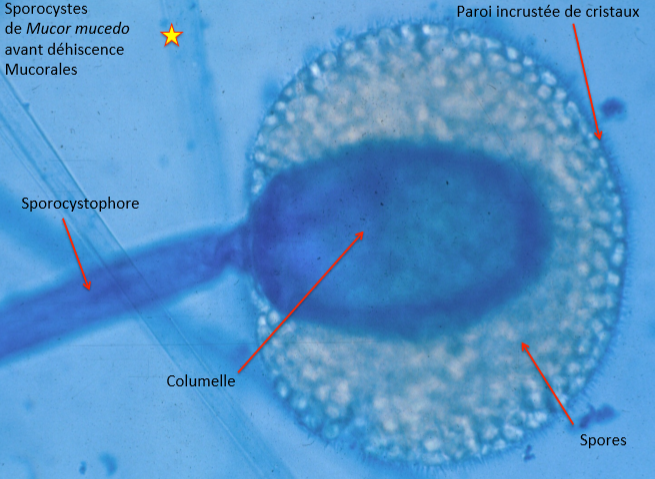 Sporocystes
de Mucor mucedo
avant déhiscence
Mucorales
Paroi incrustée de cristaux
Sporocystophore
Columelle
Spores